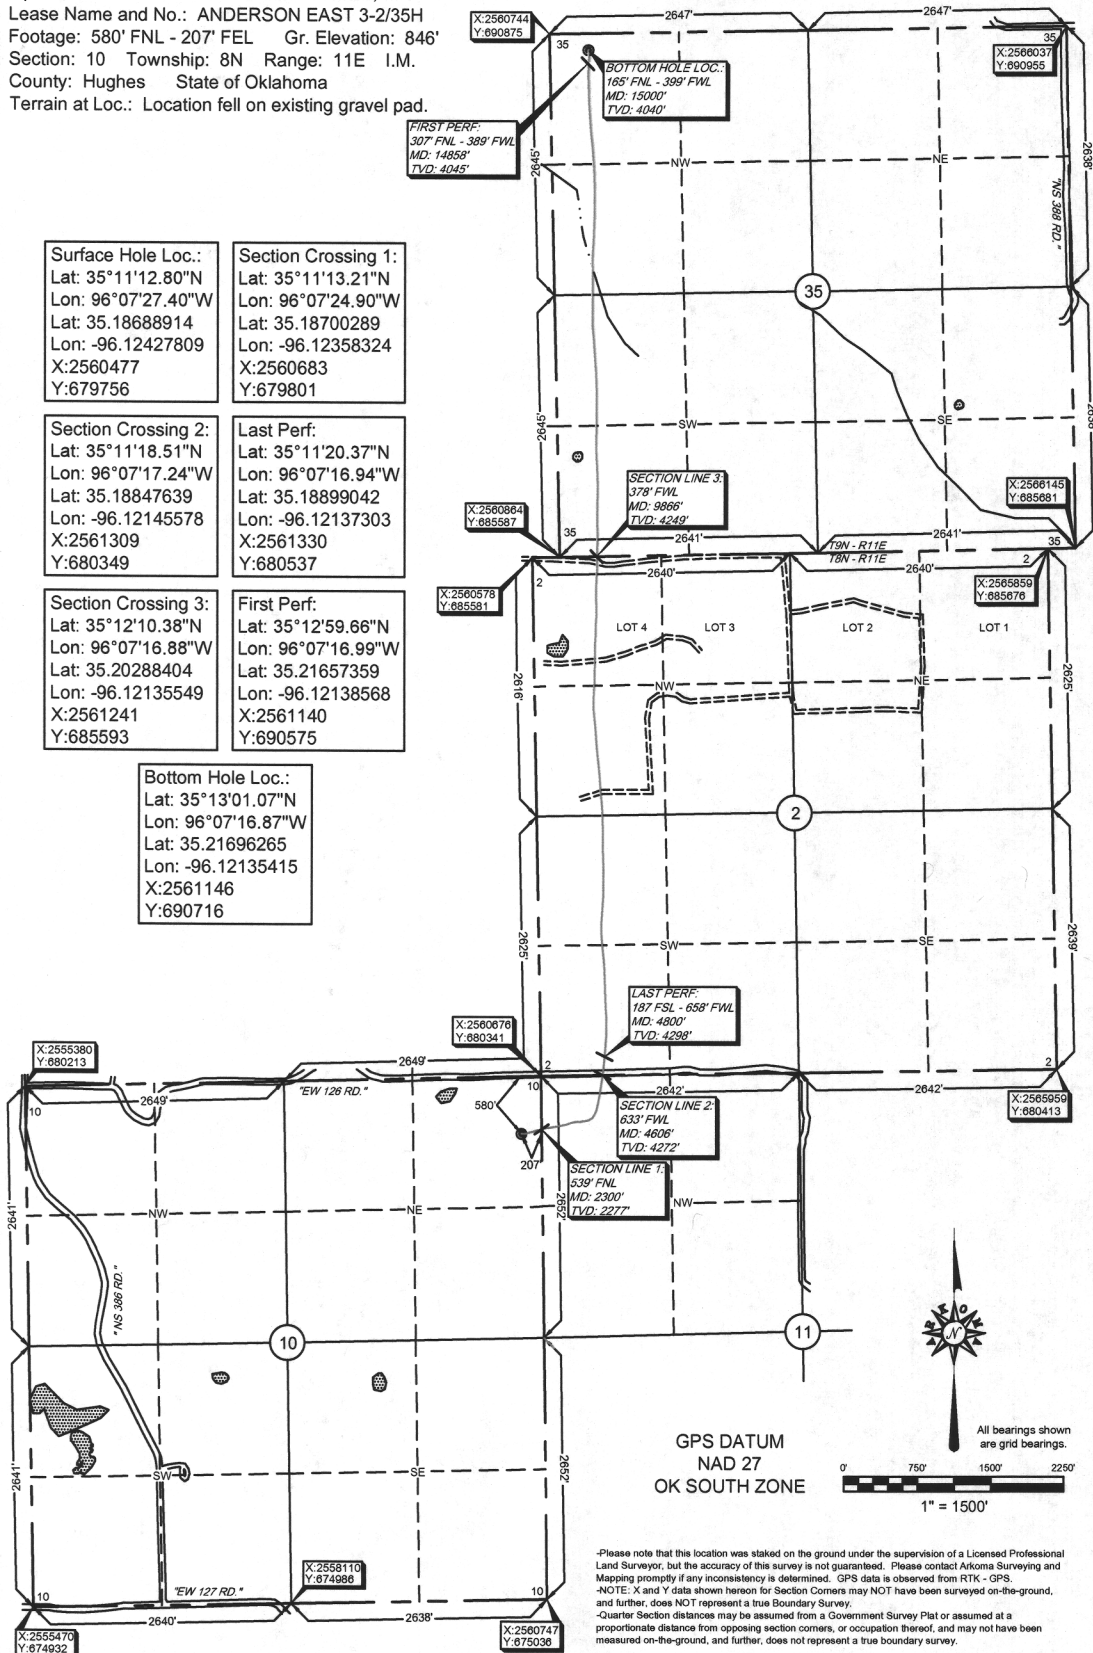 Lease Name and No.: ANDERSON EAST 3-2/35H
Footage: 580' FNL - 207' FEL Gr. Elevation: 846'
Section: 10 Township: 8N Range: 11E I.M.
County: Hughes State of Oklahoma
Terrain at Loc.: Location fell on existing gravel pad.
X:2560744
Y:690875
2647'
2647'
35
35
X:2566037
Y:690955
BOTTOM HOLE LOC.:
165' FNL - 399' FWL
MD: 15000'
TVD: 4040'
FIRST PERF:
307' FNL - 389' FWL
MD: 14858'
TVD: 4045'
2645'
NW
NE
2638'
"NS 388 RD."
35
2645'
SW
SE
2638'
Surface Hole Loc.:
Lat: 35°11'12.80"N
Lon: 96°07'27.40"W
Lat: 35.18688914
Lon: -96.12427809
X:2560477
Y:679756
Section Crossing 1:
Lat: 35°11'13.21"N
Lon: 96°07'24.90"W
Lat: 35.18700289
Lon: -96.12358324
X:2560683
Y:679801
Section Crossing 2:
Lat: 35°11'18.51"N
Lon: 96°07'17.24"W
Lat: 35.18847639
Lon: -96.12145578
X:2561309
Y:680349
Last Perf:
Lat: 35°11'20.37"N
Lon: 96°07'16.94"W
Lat: 35.18899042
Lon: -96.12137303
X:2561330
Y:680537
Section Crossing 3:
Lat: 35°12'10.38"N
Lon: 96°07'16.88"W
Lat: 35.20288404
Lon: -96.12135549
X:2561241
Y:685593
First Perf:
Lat: 35°12'59.66"N
Lon: 96°07'16.99"W
Lat: 35.21657359
Lon: -96.12138568
X:2561140
Y:690575
Bottom Hole Loc.:
Lat: 35°13'01.07"N
Lon: 96°07'16.87"W
Lat: 35.21696265
Lon: -96.12135415
X:2561146
Y:690716
SECTION LINE 3:
378' FWL
MD: 9866'
TVD: 4249'
X:2560864
Y:685587
X:2566145
Y:685681
35
2641'
2641'
35
T9N - R11E
T8N - R11E
2640'
2640'
2
2
X:2560578
Y:685581
X:2565859
Y:685676
LOT 4
LOT 3
LOT 2
LOT 1
2616'
NW
NE
2625'
2
2625'
SW
SE
2639'
LAST PERF:
187 FSL - 658' FWL
MD: 4800'
TVD: 4298'
X:2560676
Y:680341
X:2555380
Y:680213
2649'
2649'
"EW 126 RD."
2
2
10
10
2642'
2642'
X:2565959
Y:680413
580'
207'
SECTION LINE 2:
633' FWL
MD: 4606'
TVD: 4272'
SECTION LINE 1:
539' FNL
MD: 2300'
TVD: 2277'
2641'
NW
NE
2652'
NW
"NS 386 RD."
10
11
2641'
SW
SE
2652'
ARKOMA
N
All bearings shown
are grid bearings.
GPS DATUM
NAD 27
OK SOUTH ZONE
0' 750' 1500' 2250'
1" = 1500'
X:2558110
Y:674986
10
"EW 127 RD."
10
2640'
2638'
X:2555470
Y:674932
X:2560747
Y:675036
-Please note that this location was staked on the ground under the supervision of a Licensed Professional
Land Surveyor, but the accuracy of this survey is not guaranteed. Please contact Arkoma Surveying and
Mapping promptly if any inconsistency is determined. GPS data is observed from RTK - GPS.
-NOTE: X and Y data shown hereon for Section Corners may NOT have been surveyed on-the-ground,
and further, does NOT represent a true Boundary Survey.
-Quarter Section distances may be assumed from a Government Survey Plat or assumed at a
proportionate distance from opposing section corners, or occupation thereof, and may not have been
measured on-the-ground, and further, does not represent a true boundary survey.